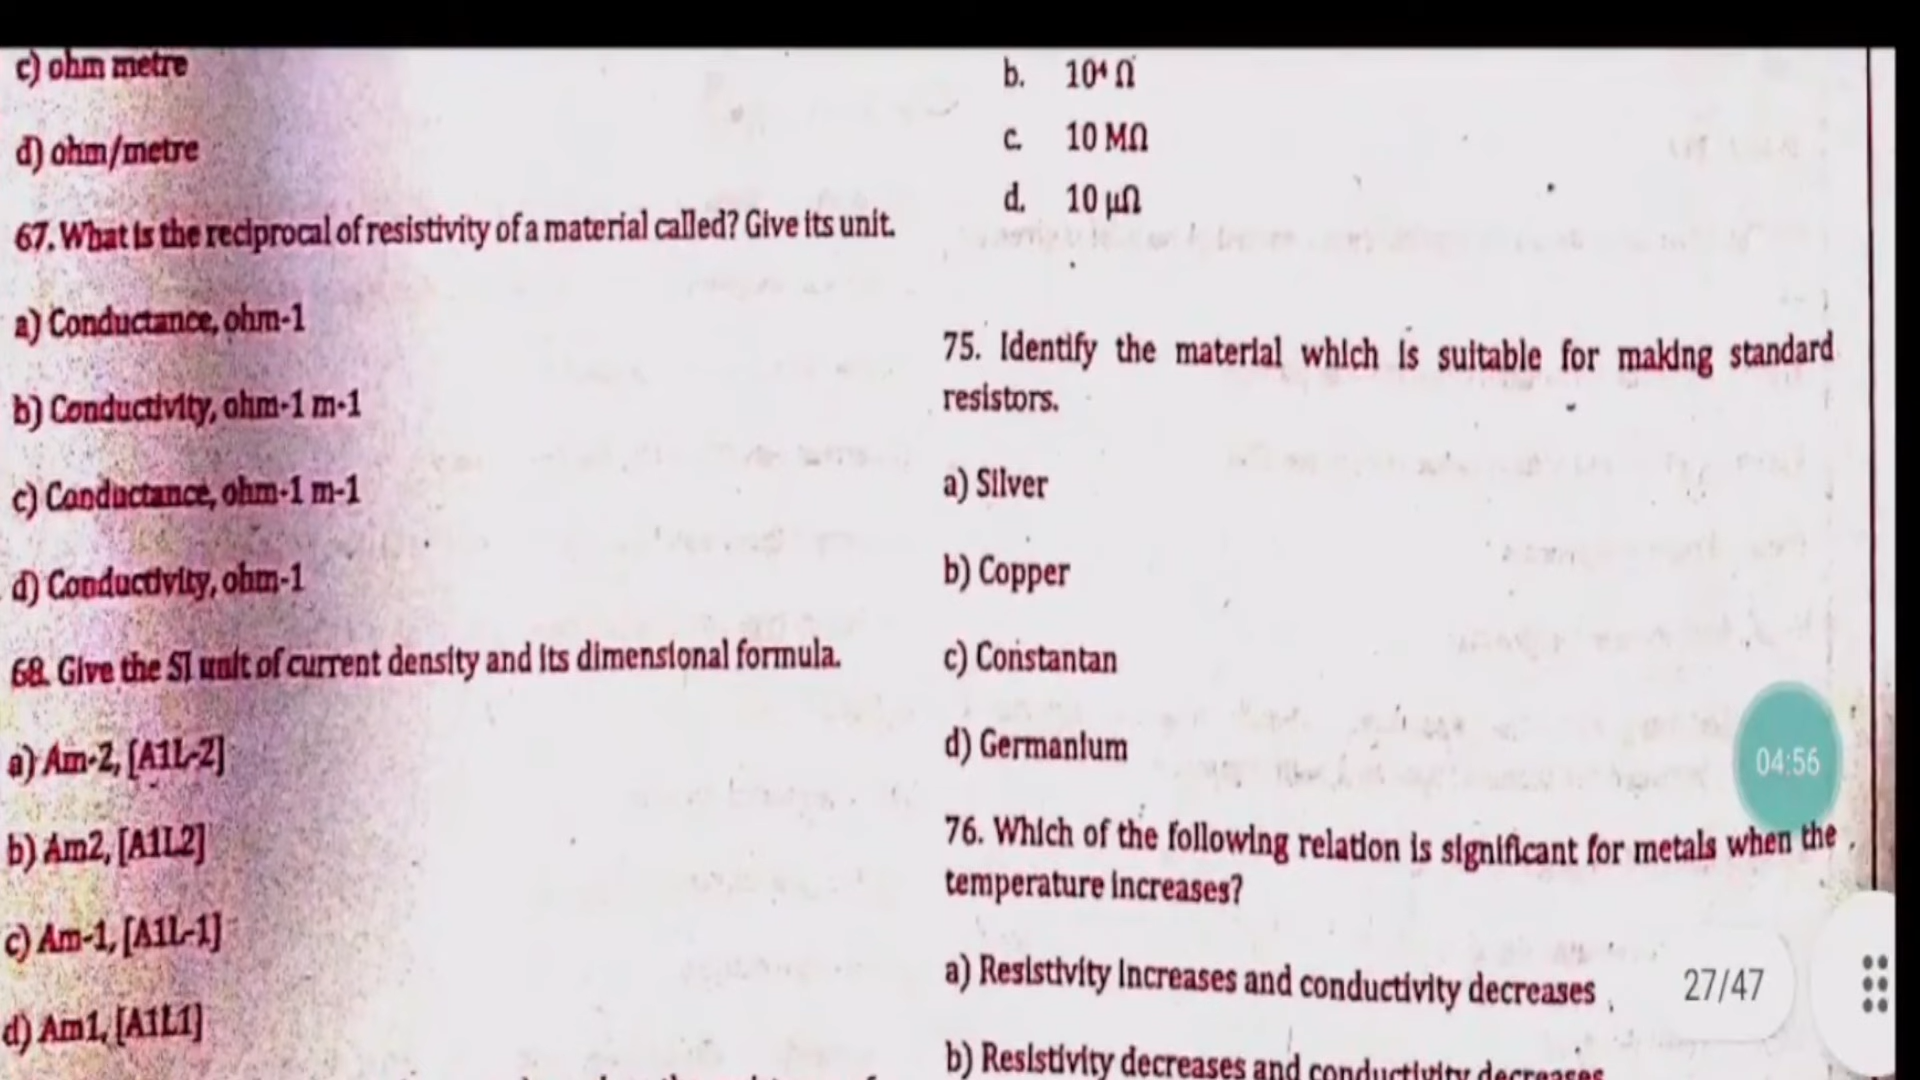 c) ohm metre
d) ohm/metre
67. What is the reciprocal of resistivity of a material called? Give its unit.
a) Conductance, ohm-1
b) Conductivity, ohm-1 m-1
c) Conductance, ohm-1 m-1
d) Conductivity, ohm-1
68. Give the SI unit of current density and its dimensional formula.
a) Am-2, [A1L-2]
b) Am2, [A1L2]
c) Am-1, [A1L-1]
d) Am1, [A1L1]
b. 10⁴ Ω
c. 10 MΩ
d. 10 μΩ
75. Identify the material which is suitable for making standard
resistors.
a) Silver
b) Copper
c) Constantan
d) Germanium
76. Which of the following relation is significant for metals when the
temperature increases?
a) Resistivity increases and conductivity decreases
b) Resistivity decreases and conductivity decreases
04:56
27/47